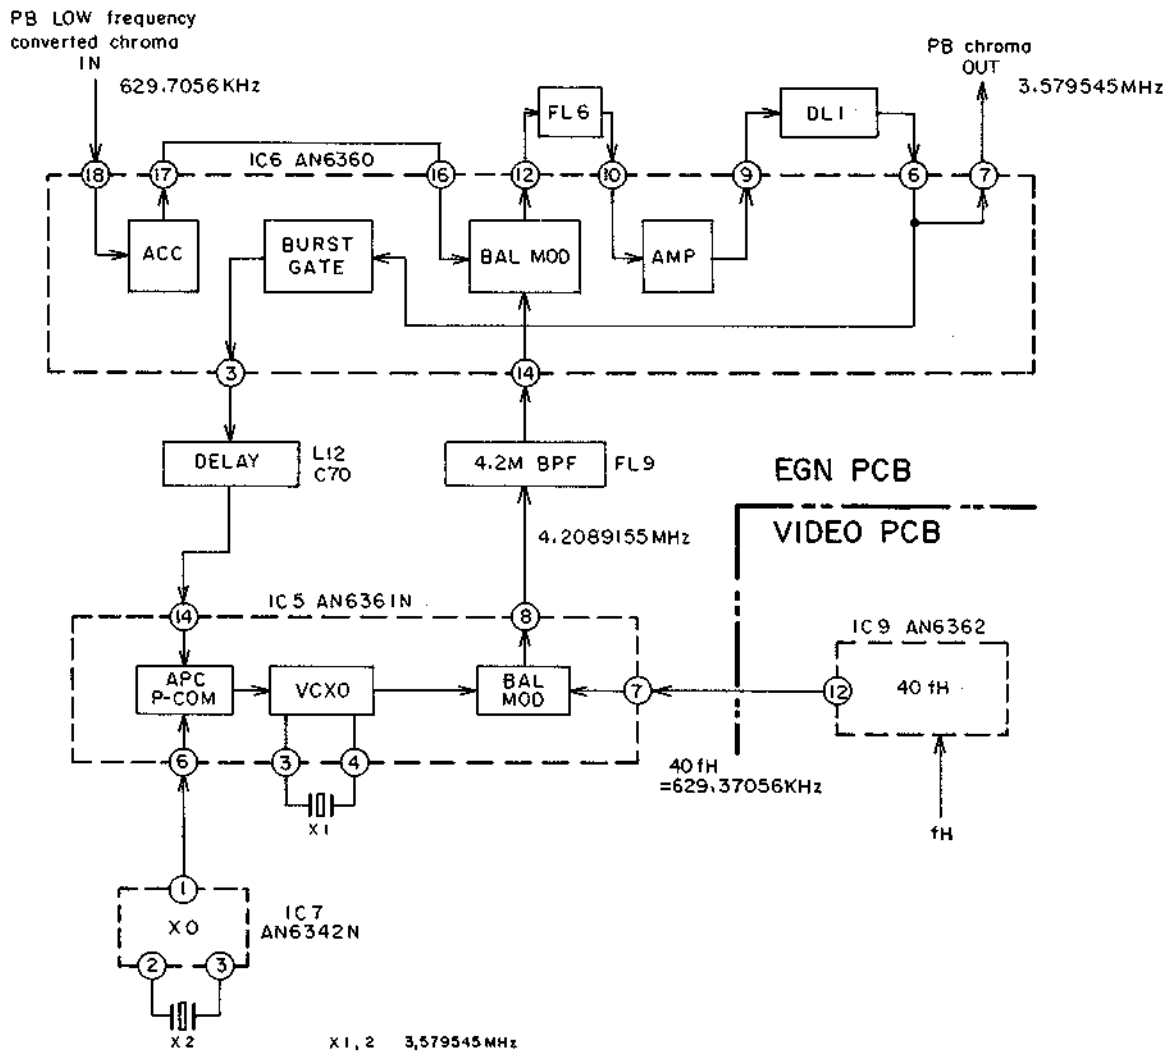 PB LOW frequency
converted chroma
IN
629.7056KHz
PB chroma
OUT
3.579545MHz
FL6
DL1
IC6 AN6360
18
17
16
12
10
9
6
7
ACC
BURST
GATE
BAL MOD
AMP
3
14
DELAY
L12
C70
4.2M BPF
FL9
EGN PCB
VIDEO PCB
4.2089155MHz
IC5 AN6361N
14
8
IC9 AN6362
APC
P-COM
VCXO
BAL
MOD
7
12
40 fH
6
3
4
X1
40fH
=629.37056KHz
fH
1
XO
IC7
AN6342N
2
3
X2
X1, 2 3,579545MHz